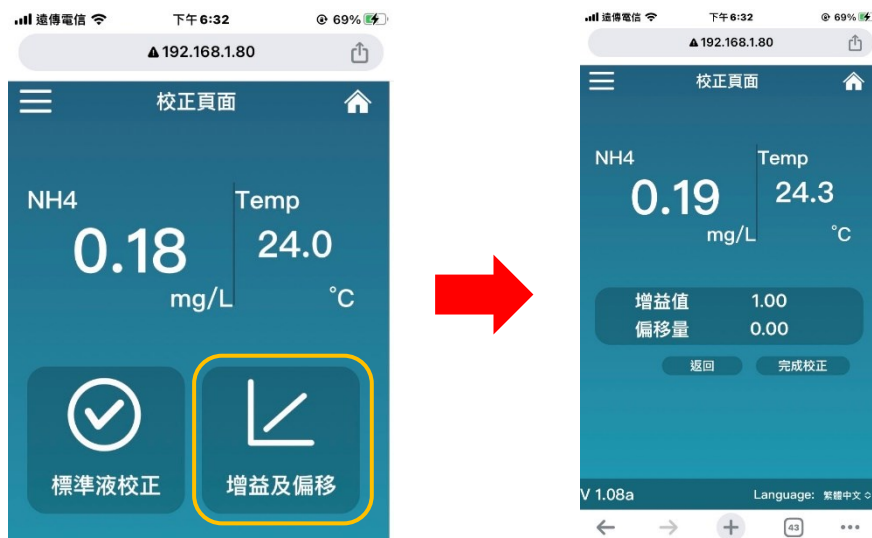 遠傳電信 下午6:32 69%
192.168.1.80
校正頁面
NH4 Temp
0.18 24.0
mg/L °C
標準液校正 增益及偏移
遠傳電信 下午6:32 69%
192.168.1.80
校正頁面
NH4 Temp
0.19 24.3
mg/L °C
增益值 1.00
偏移量 0.00
返回 完成校正
V 1.08a Language: 繁體中文
43